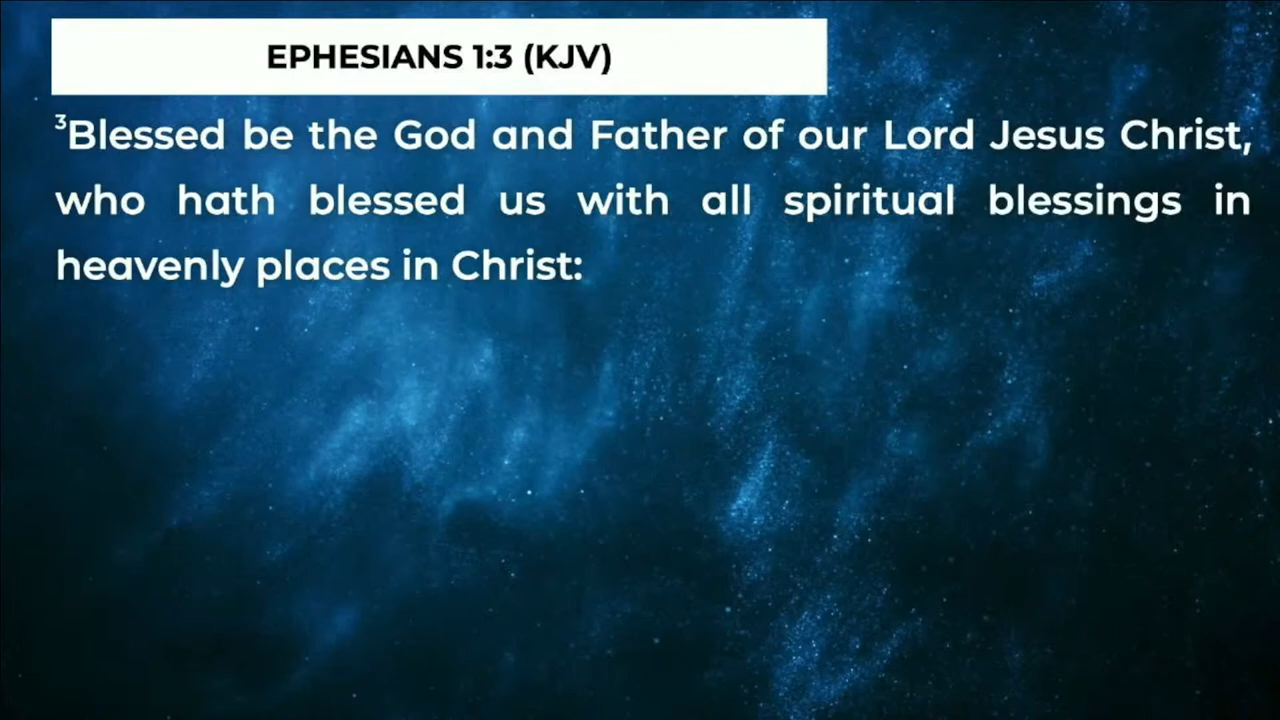 EPHESIANS 1:3 (KJV)
³Blessed be the God and Father of our Lord Jesus Christ,
who hath blessed us with all spiritual blessings in
heavenly places in Christ: